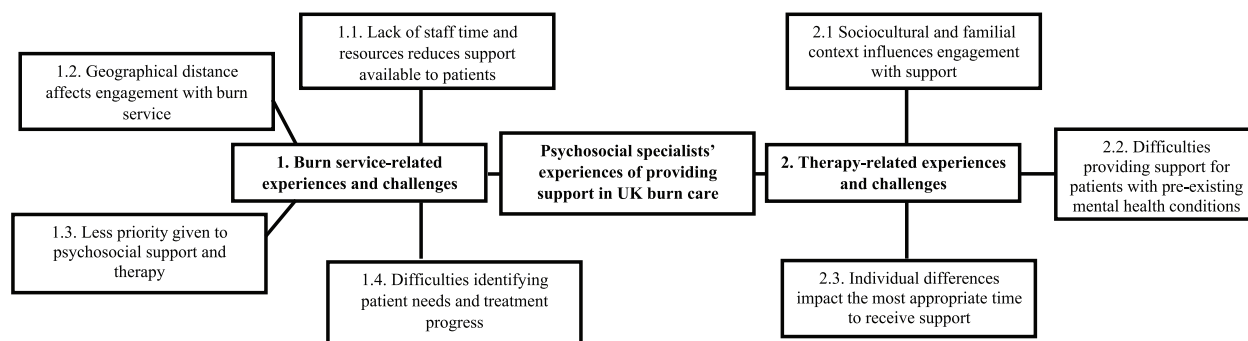 1.1. Lack of staff time and
resources reduces support
available to patients
1.2. Geographical distance
affects engagement with burn
service
1. Burn service-related
experiences and challenges
1.3. Less priority given to
psychosocial support and
therapy
1.4. Difficulties identifying
patient needs and treatment
progress
Psychosocial specialists’
experiences of providing
support in UK burn care
2.1 Sociocultural and familial
context influences engagement
with support
2. Therapy-related experiences
and challenges
2.2. Difficulties
providing support for
patients with pre-existing
mental health conditions
2.3. Individual differences
impact the most appropriate time
to receive support